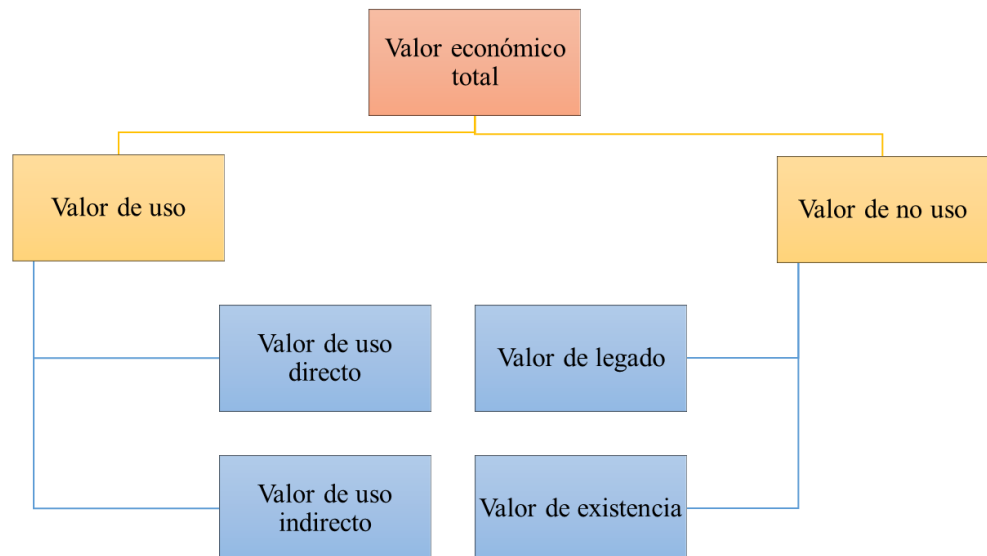 Valor económico
total
Valor de uso
Valor de no uso
Valor de uso
directo
Valor de legado
Valor de uso
indirecto
Valor de existencia